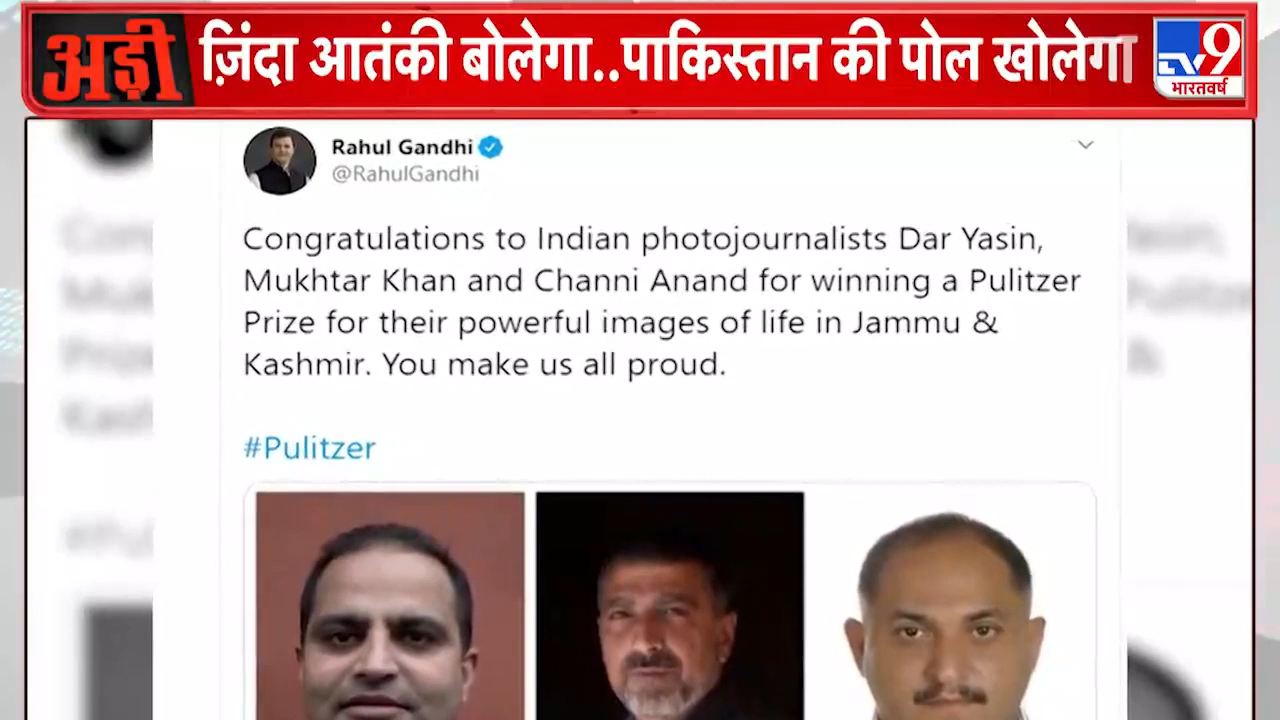 अड़ी
ज़िंदा आतंकी बोलेगा..पाकिस्तान की पोल खोलेगा
TV9
भारतवर्ष
Rahul Gandhi
@RahulGandhi
Congratulations to Indian photojournalists Dar Yasin,
Mukhtar Khan and Channi Anand for winning a Pulitzer
Prize for their powerful images of life in Jammu &
Kashmir. You make us all proud.
#Pulitzer